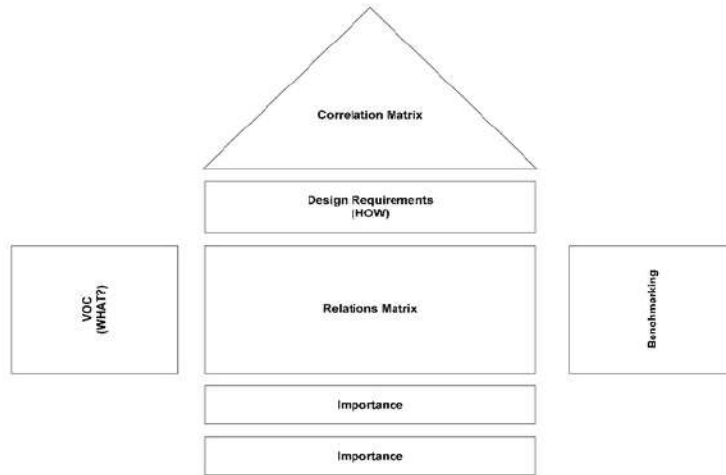 Correlation Matrix
Design Requirements
(HOW)
VOC
(WHAT?)
Relations Matrix
Benchmarking
Importance
Importance